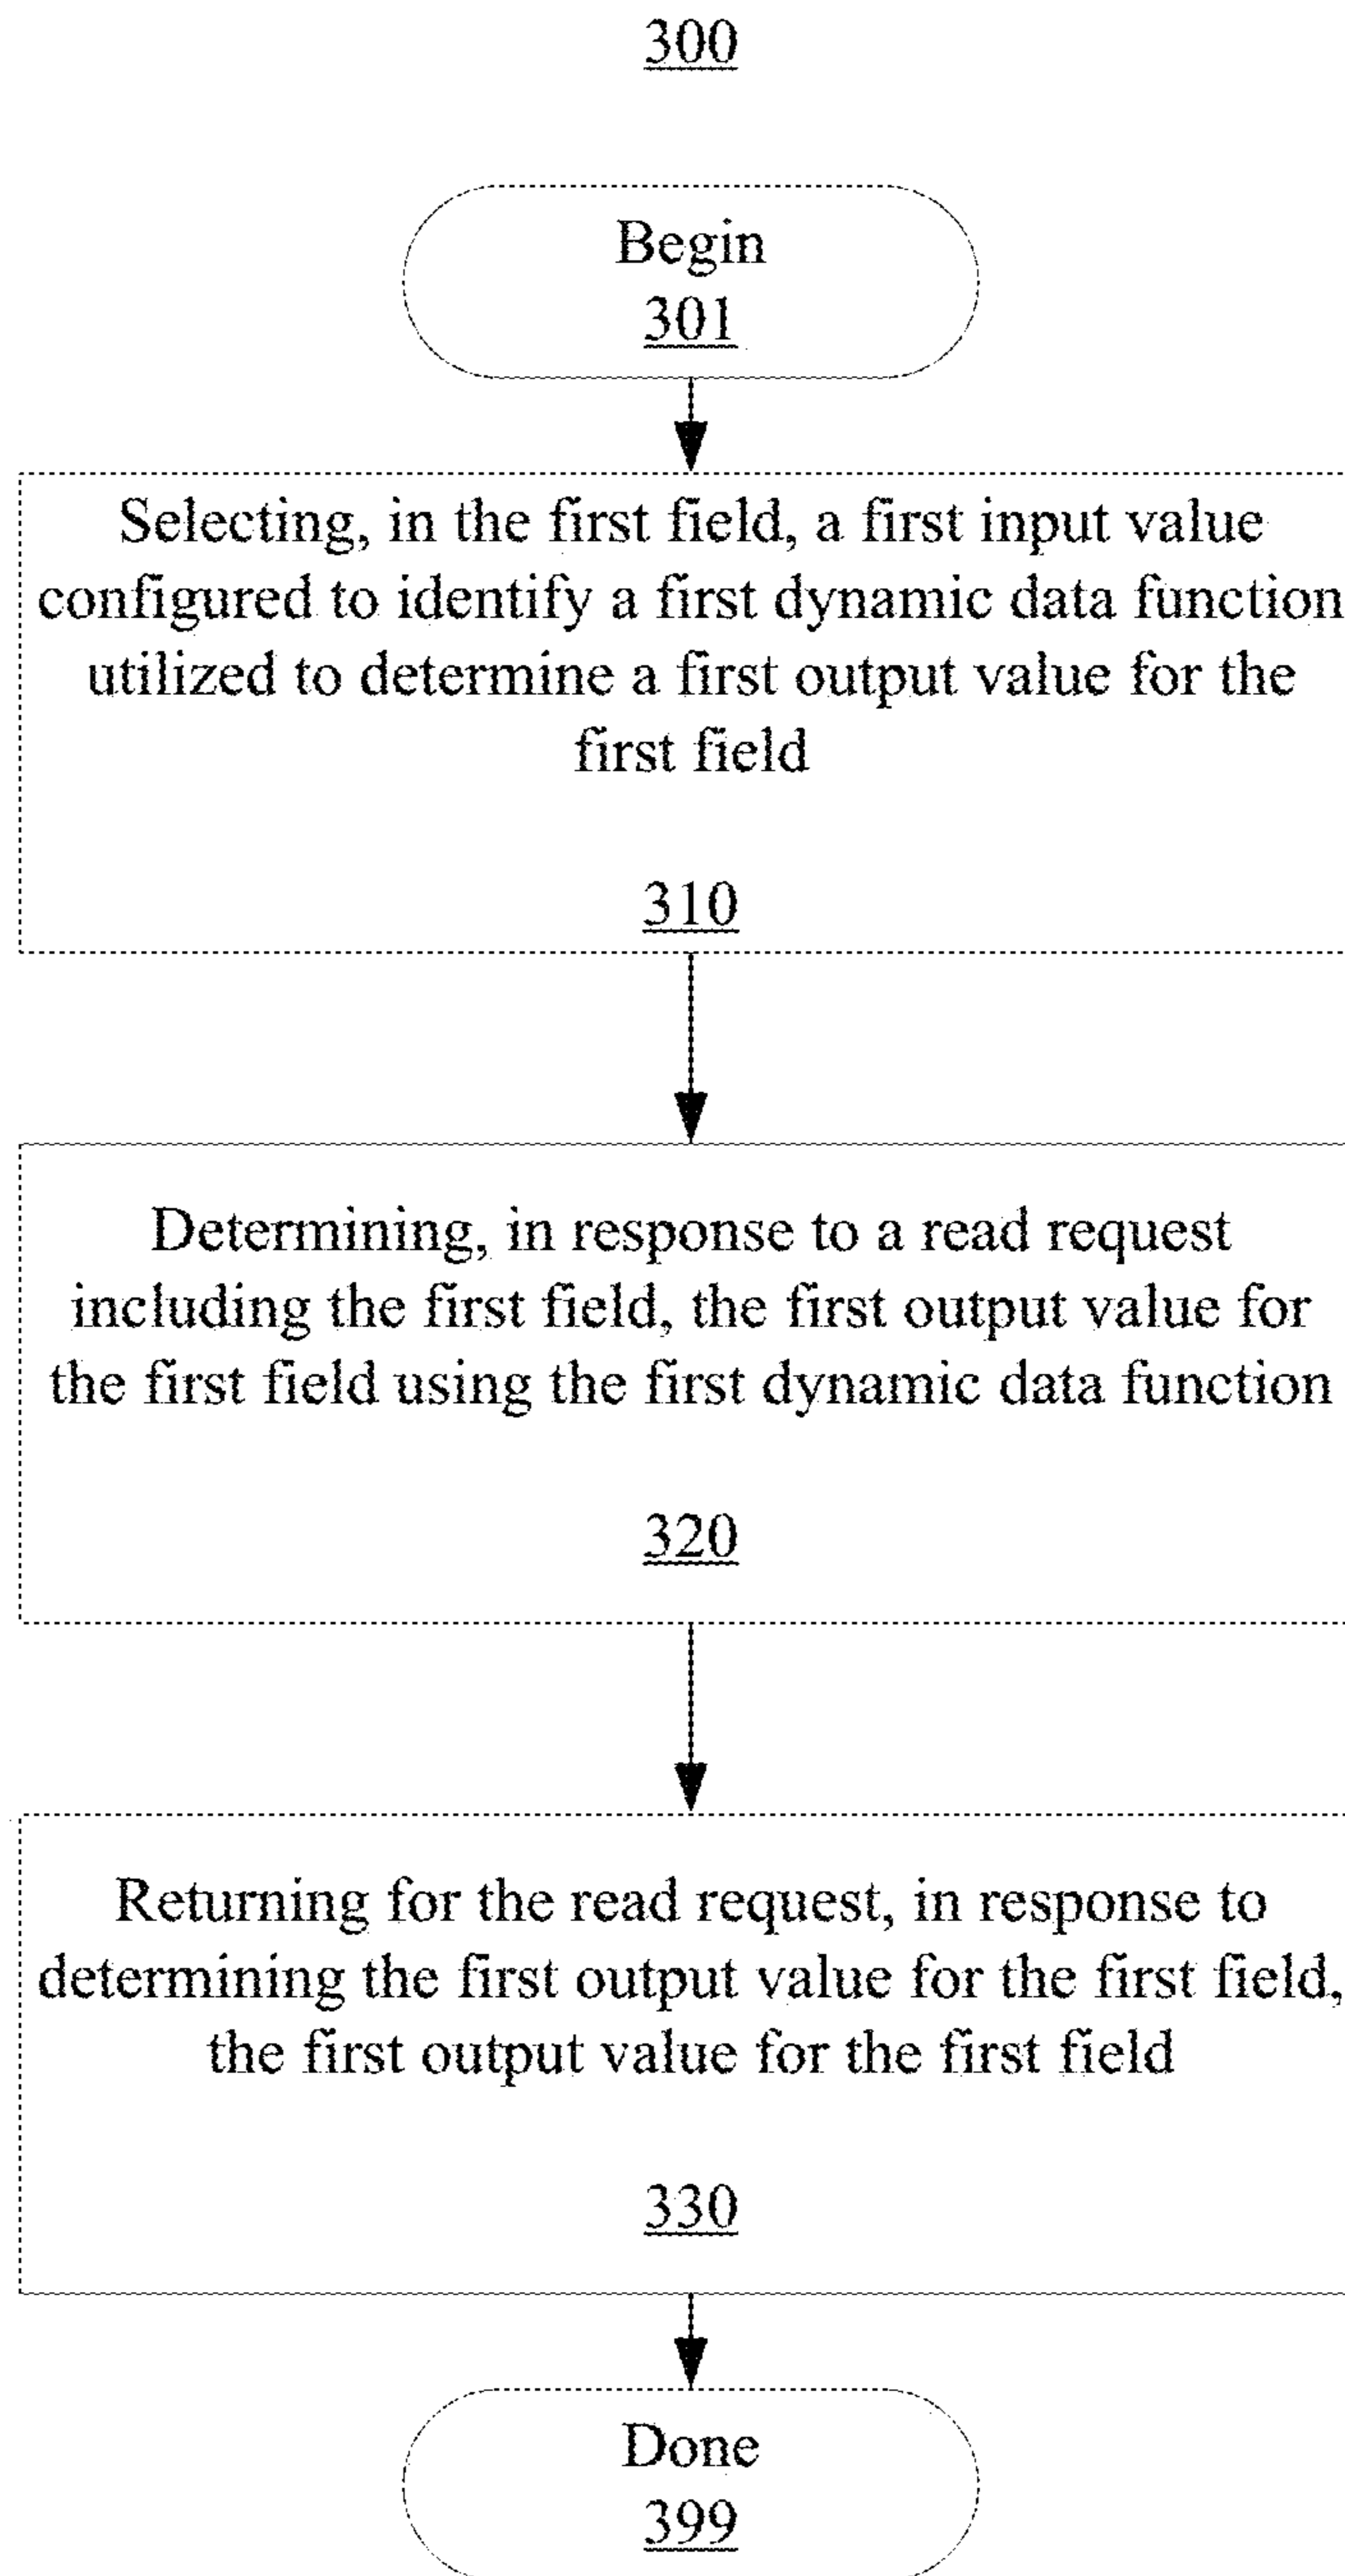 300
Begin
301
Selecting, in the first field, a first input value
configured to identify a first dynamic data function
utilized to determine a first output value for the
first field
310
Determining, in response to a read request
including the first field, the first output value for
the first field using the first dynamic data function
320
Returning for the read request, in response to
determining the first output value for the first field,
the first output value for the first field
330
Done
399